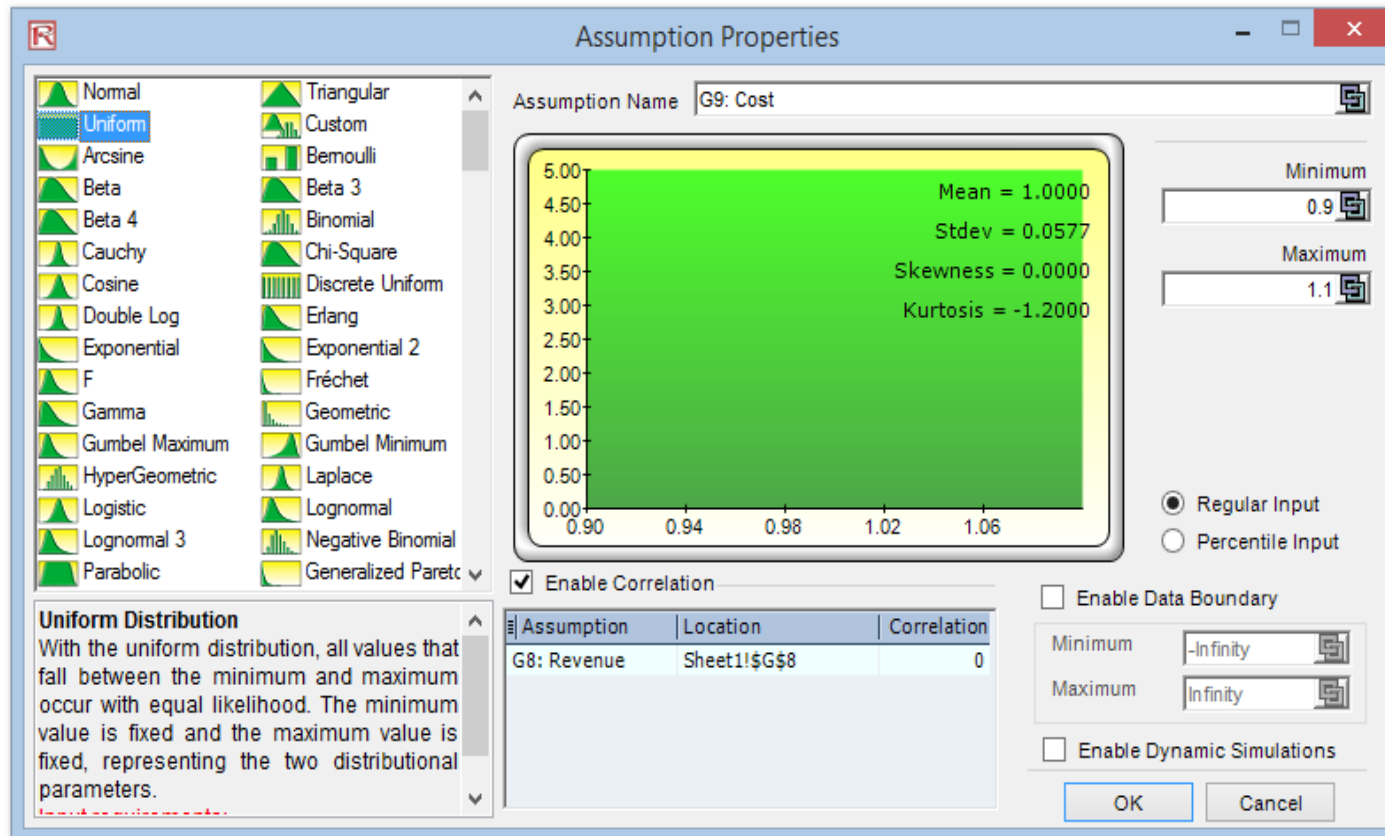 Assumption Properties
Normal
Triangular
Uniform
Custom
Arcsine
Bernoulli
Beta
Beta 3
Beta 4
Binomial
Cauchy
Chi-Square
Cosine
Discrete Uniform
Double Log
Erlang
Exponential
Exponential 2
F
Fréchet
Gamma
Geometric
Gumbel Maximum
Gumbel Minimum
HyperGeometric
Laplace
Logistic
Lognormal
Lognormal 3
Negative Binomial
Parabolic
Generalized Pareto
Uniform Distribution
With the uniform distribution, all values that
fall between the minimum and maximum
occur with equal likelihood. The minimum
value is fixed and the maximum value is
fixed, representing the two distributional
parameters.
Assumption Name G9: Cost
5.00
4.50
4.00
3.50
3.00
2.50
2.00
1.50
1.00
0.50
0.00
0.90 0.94 0.98 1.02 1.06
Mean = 1.0000
Stdev = 0.0577
Skewness = 0.0000
Kurtosis = -1.2000
Minimum
0.9
Maximum
1.1
Regular Input
Percentile Input
Enable Correlation
Assumption Location Correlation
G8: Revenue Sheet1!$G$8 0
Enable Data Boundary
Minimum -Infinity
Maximum Infinity
Enable Dynamic Simulations
OK Cancel